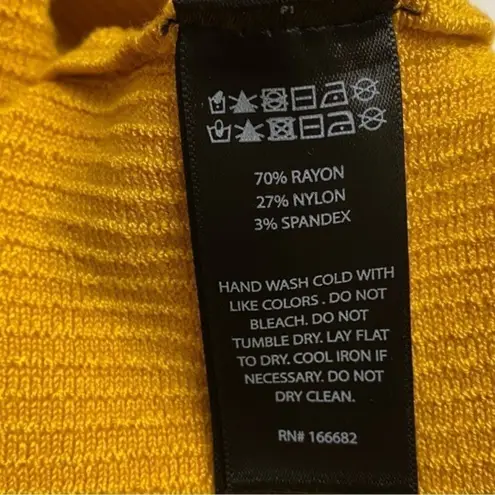 P1
70% RAYON
27% NYLON
3% SPANDEX
HAND WASH COLD WITH
LIKE COLORS . DO NOT
BLEACH. DO NOT
TUMBLE DRY. LAY FLAT
TO DRY. COOL IRON IF
NECESSARY. DO NOT
DRY CLEAN.
RN# 166682